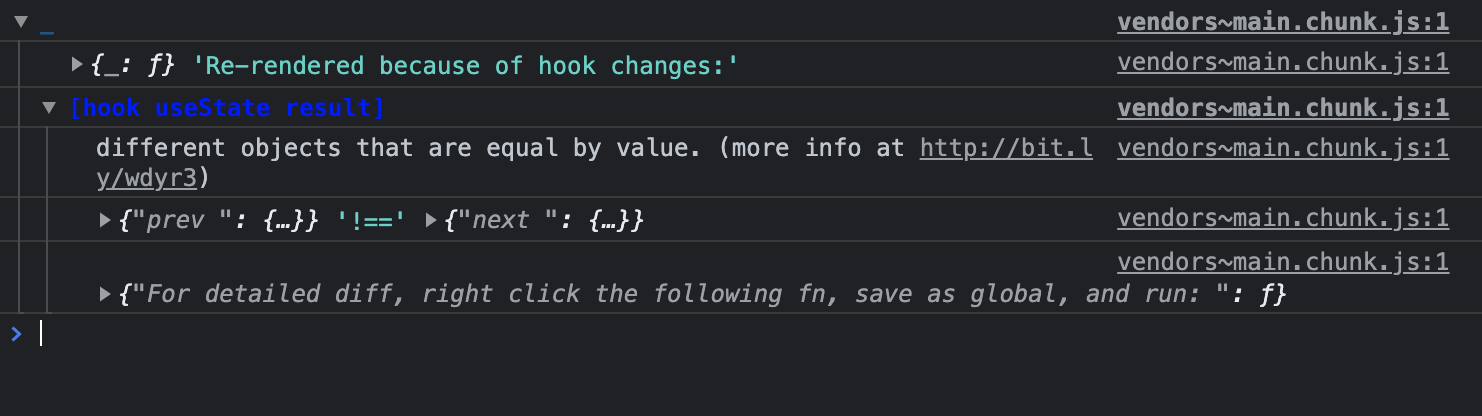 _ vendors~main.chunk.js:1
{_: ƒ} 'Re-rendered because of hook changes:' vendors~main.chunk.js:1
[hook useState result] vendors~main.chunk.js:1
different objects that are equal by value. (more info at http://bit.l vendors~main.chunk.js:1
y/wdyr3)
{"prev ": {…}} '!==' {"next ": {…}} vendors~main.chunk.js:1
vendors~main.chunk.js:1
{"For detailed diff, right click the following fn, save as global, and run: ": ƒ}